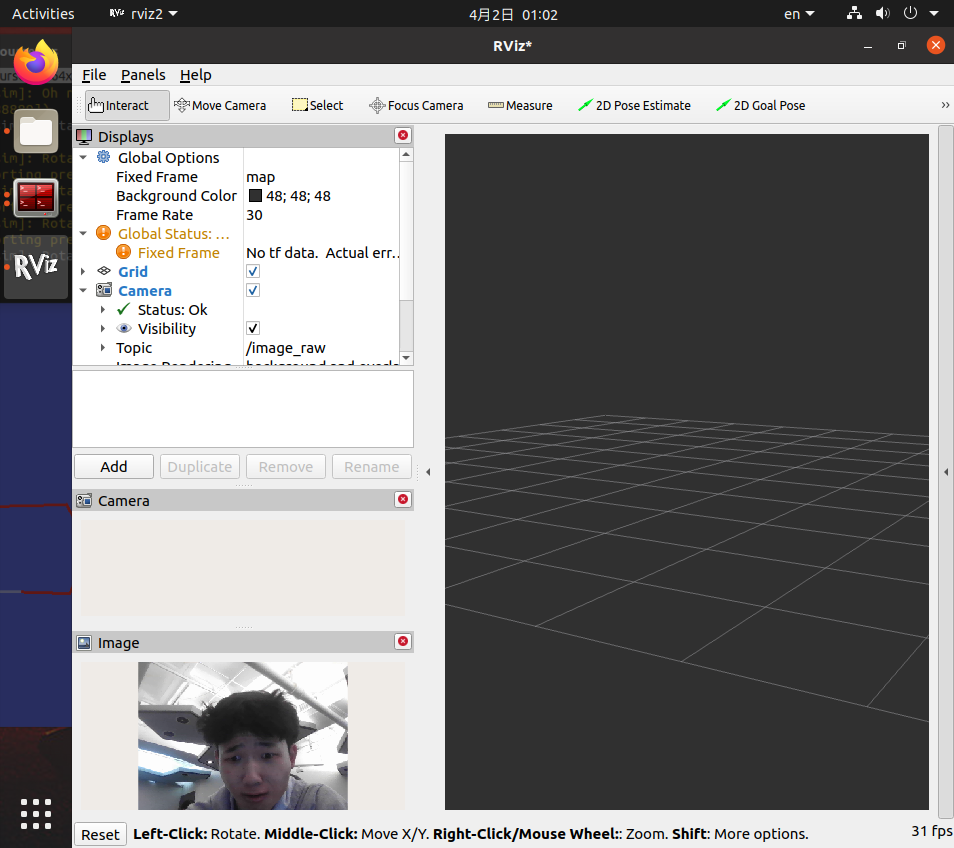 Activities
rviz2
4月2日 01:02
en
RViz*
File Panels Help
Interact Move Camera Select Focus Camera Measure 2D Pose Estimate 2D Goal Pose »
Displays
Global Options
Fixed Frame map
Background Color 48; 48; 48
Frame Rate 30
Global Status: ...
Fixed Frame No tf data. Actual err...
Grid
Camera
Status: Ok
Visibility
Topic /image_raw
Add Duplicate Remove Rename
Camera
Image
RViz
Reset Left-Click: Rotate. Middle-Click: Move X/Y. Right-Click/Mouse Wheel:: Zoom. Shift: More options. 31 fps